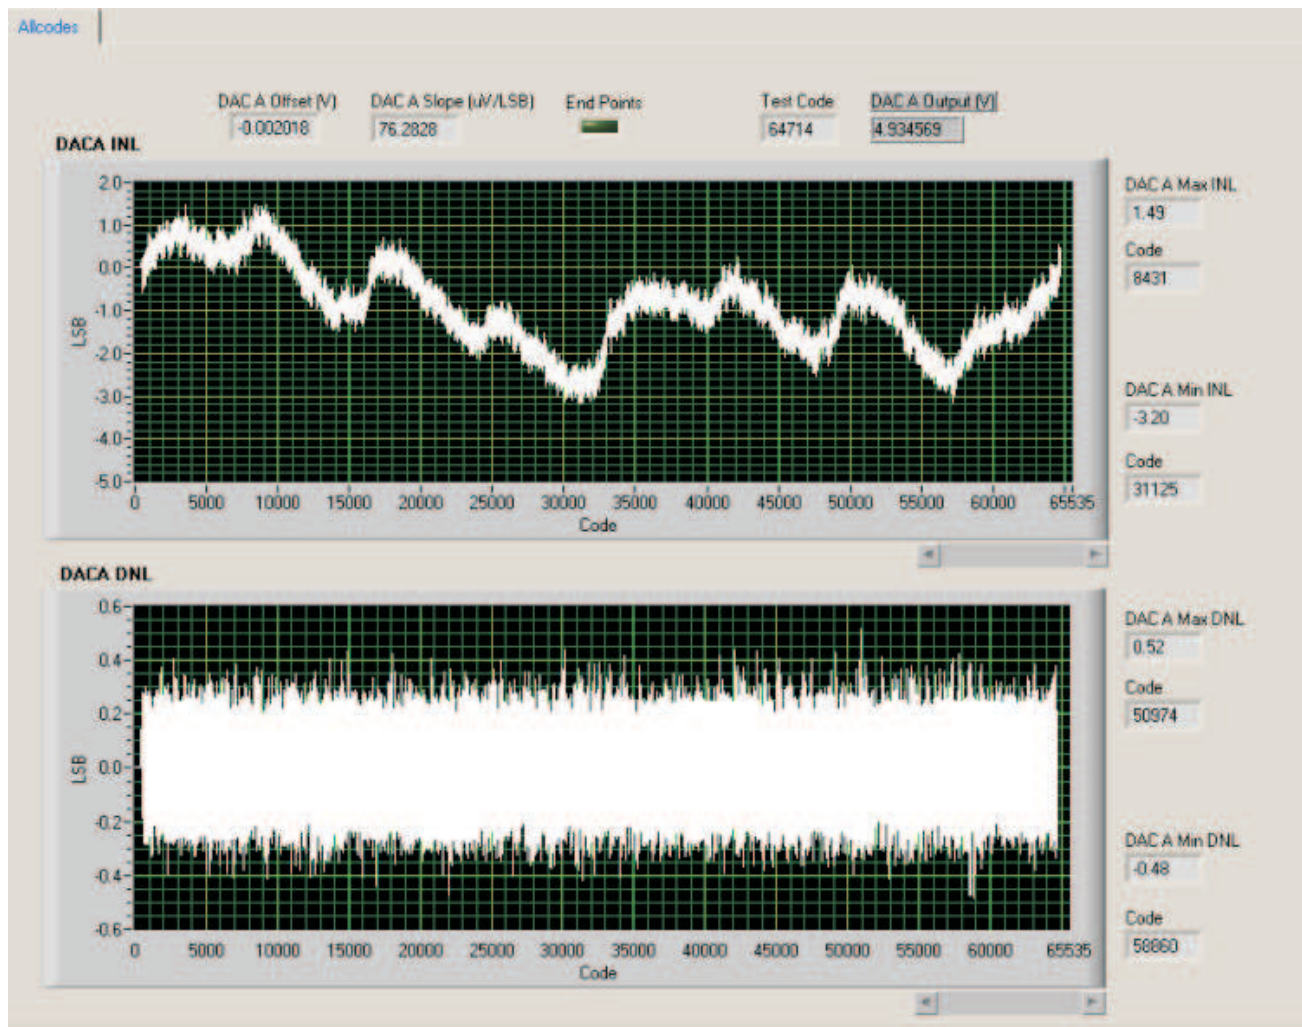 Allcodes
DAC A Offset (V) DAC A Slope (uV/LSB) End Points Test Code DAC A Output (V)
-0.002018 76.2828 64714 4.934569
DACA INL
2.0
1.0
0.0
-1.0
-2.0
-3.0
-4.0
-5.0
LSB
0 5000 10000 15000 20000 25000 30000 35000 40000 45000 50000 55000 60000 65535
Code
DAC A Max INL
1.49
Code
8431
DAC A Min INL
-3.20
Code
31125
DACA DNL
0.6
0.4
0.2
0.0
-0.2
-0.4
-0.6
LSB
0 5000 10000 15000 20000 25000 30000 35000 40000 45000 50000 55000 60000 65535
Code
DAC A Max DNL
0.52
Code
50974
DAC A Min DNL
-0.48
Code
58860